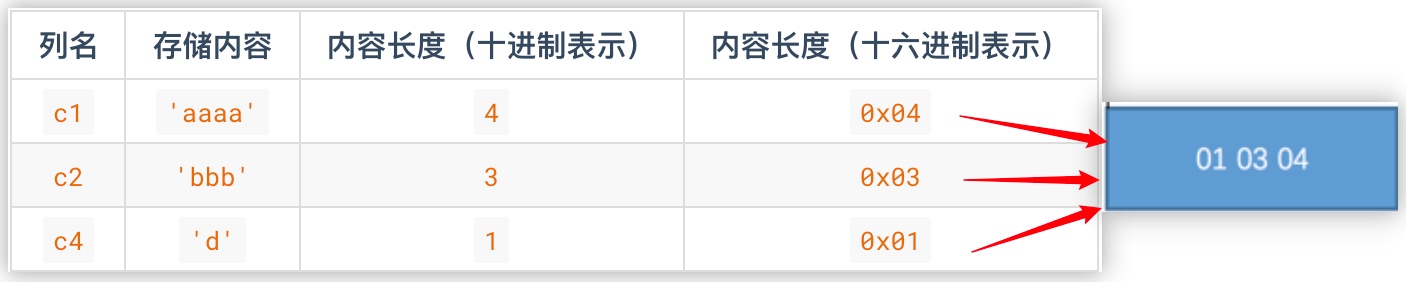 列名 存储内容 内容长度（十进制表示） 内容长度（十六进制表示）
c1 'aaaa' 4 0x04
c2 'bbb' 3 0x03
c4 'd' 1 0x01
01 03 04